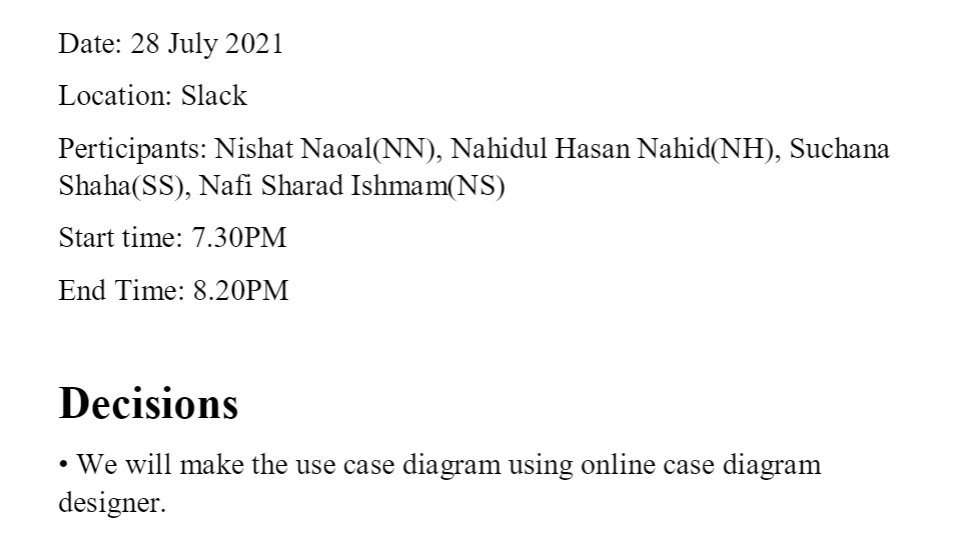 Date: 28 July 2021
Location: Slack
Perticipants: Nishat Naoal(NN), Nahidul Hasan Nahid(NH), Suchana
Shaha(SS), Nafi Sharad Ishmam(NS)
Start time: 7.30PM
End Time: 8.20PM
Decisions
• We will make the use case diagram using online case diagram
designer.